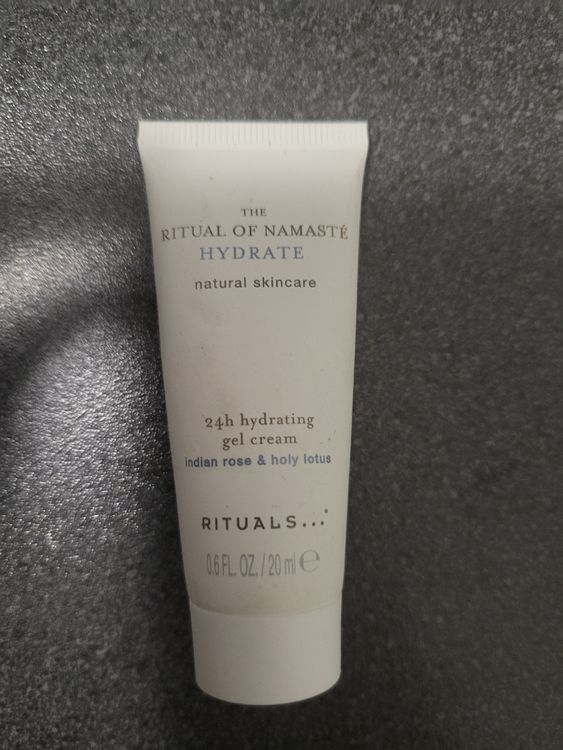 THE
RITUAL OF NAMASTÉ
HYDRATE
natural skincare
24h hydrating
gel cream
indian rose & holy lotus
RITUALS...
0.6 FL. OZ. / 20 ml ℮